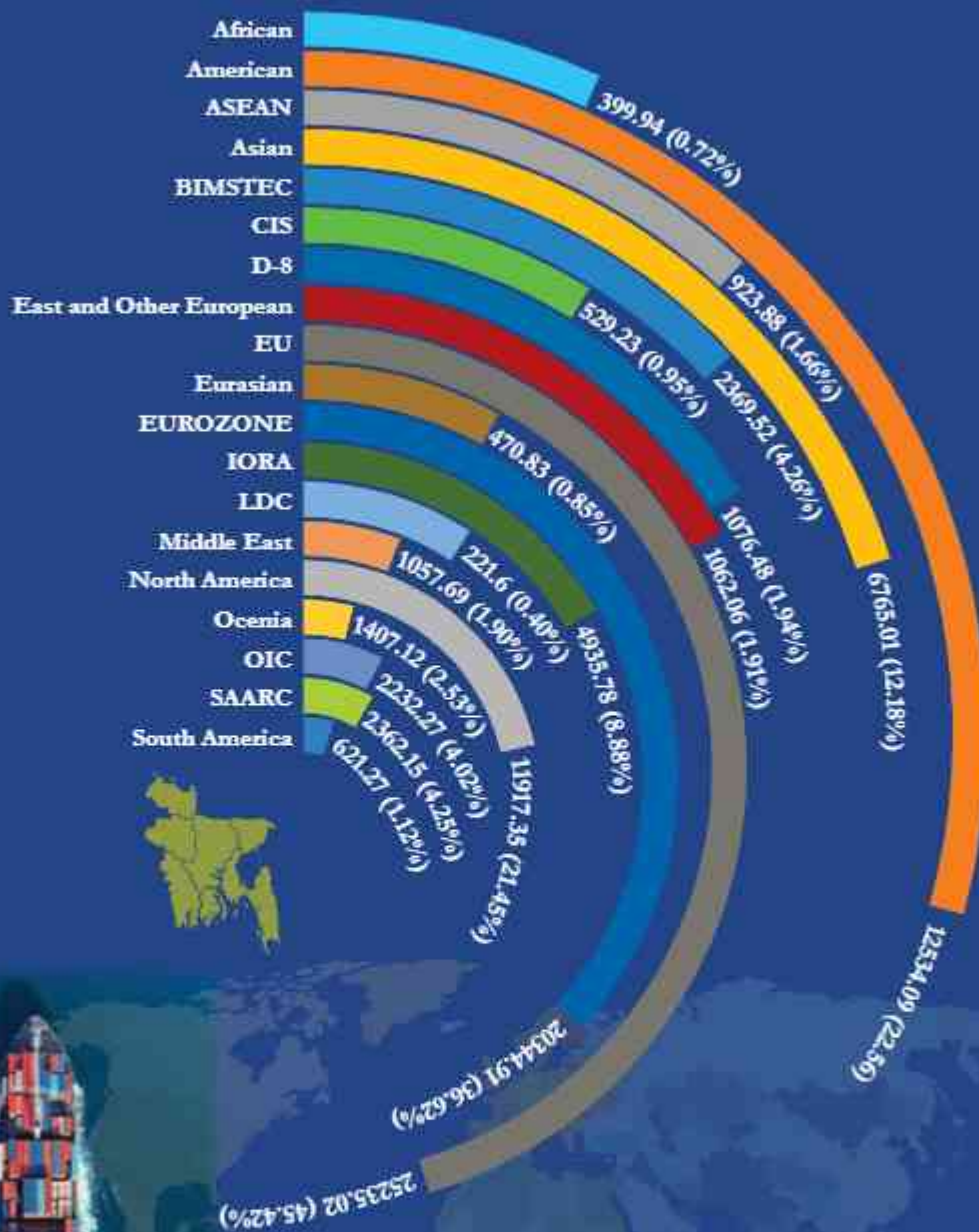 African
399.94 (0.72%)
American
12534.09 (22.56)
ASEAN
923.88 (1.66%)
Asian
6765.01 (12.18%)
BIMSTEC
2369.52 (4.26%)
CIS
529.23 (0.95%)
D-8
1076.48 (1.94%)
East and Other European
1062.06 (1.91%)
EU
25235.02 (45.42%)
Eurasian
470.83 (0.85%)
EUROZONE
20344.91 (36.62%)
IORA
4935.78 (8.88%)
LDC
221.6 (0.40%)
Middle East
1057.69 (1.90%)
North America
11917.35 (21.45%)
Ocenia
1407.12 (2.53%)
OIC
2232.27 (4.02%)
SAARC
2362.15 (4.25%)
South America
621.27 (1.12%)